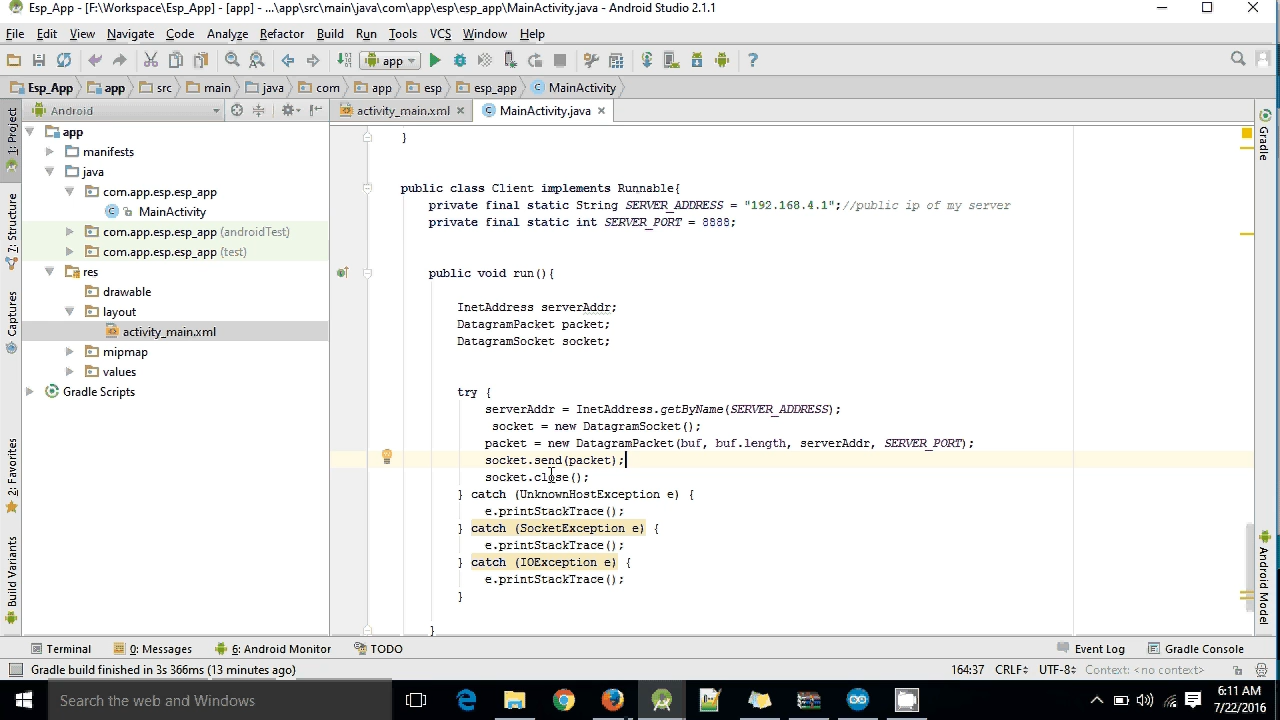 Esp_App - [F:\Workspace\Esp_App] - [app] - ...\app\src\main\java\com\app\esp\esp_app\MainActivity.java - Android Studio 2.1.1
File Edit View Navigate Code Analyze Refactor Build Run Tools VCS Window Help
app
Esp_App app src main java com app esp esp_app MainActivity
Android
activity_main.xml MainActivity.java
1: Project
7: Structure
Captures
2: Favorites
Build Variants
app
manifests
java
com.app.esp.esp_app
MainActivity
com.app.esp.esp_app (androidTest)
com.app.esp.esp_app (test)
res
drawable
layout
activity_main.xml
mipmap
values
Gradle Scripts
}
public class Client implements Runnable{
private final static String SERVER_ADDRESS = "192.168.4.1";//public ip of my server
private final static int SERVER_PORT = 8888;
public void run(){
InetAddress serverAddr;
DatagramPacket packet;
DatagramSocket socket;
try {
serverAddr = InetAddress.getByName(SERVER_ADDRESS);
socket = new DatagramSocket();
packet = new DatagramPacket(buf, buf.length, serverAddr, SERVER_PORT);
socket.send(packet);
socket.close();
} catch (UnknownHostException e) {
e.printStackTrace();
} catch (SocketException e) {
e.printStackTrace();
} catch (IOException e) {
e.printStackTrace();
}
}
Gradle
Android Model
Terminal 0: Messages 6: Android Monitor TODO Event Log Gradle Console
Gradle build finished in 3s 366ms (13 minutes ago) 164:37 CRLF UTF-8 Context: <no context>
Search the web and Windows
6:11 AM
7/22/2016